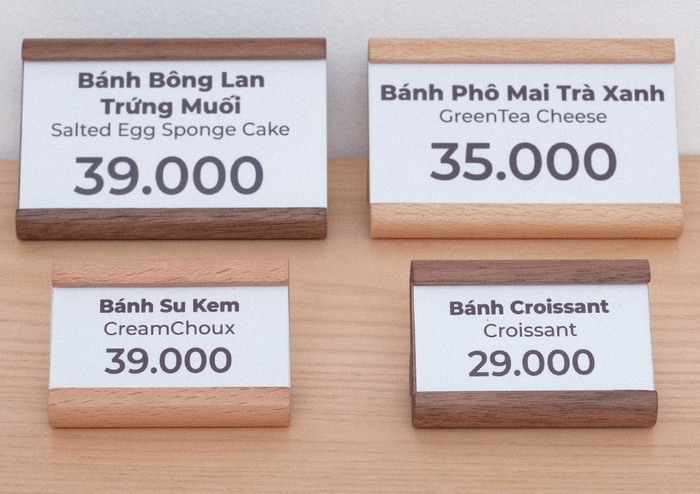 Bánh Bông Lan
Trứng Muối
Salted Egg Sponge Cake
39.000
Bánh Phô Mai Trà Xanh
GreenTea Cheese
35.000
Bánh Su Kem
CreamChoux
39.000
Bánh Croissant
Croissant
29.000